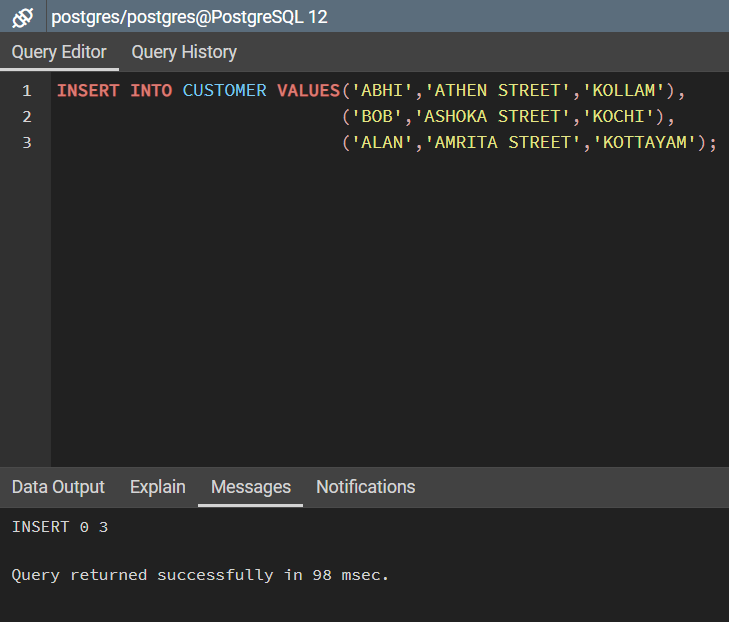 postgres/postgres@PostgreSQL 12
Query Editor Query History
1 INSERT INTO CUSTOMER VALUES('ABHI','ATHEN STREET','KOLLAM'),
2 ('BOB','ASHOKA STREET','KOCHI'),
3 ('ALAN','AMRITA STREET','KOTTAYAM');
Data Output Explain Messages Notifications
INSERT 0 3
Query returned successfully in 98 msec.